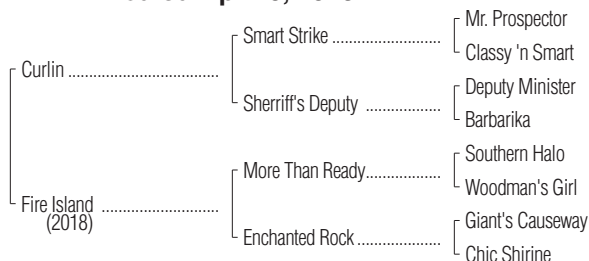 Smart Strike ....................
Mr. Prospector
Classy 'n Smart
Curlin ...............................
Sherriff's Deputy ..............
Deputy Minister
Barbarika
More Than Ready..............
Southern Halo
Woodman's Girl
Fire Island ........................
(2018)
Enchanted Rock ...............
Giant's Causeway
Chic Shirine